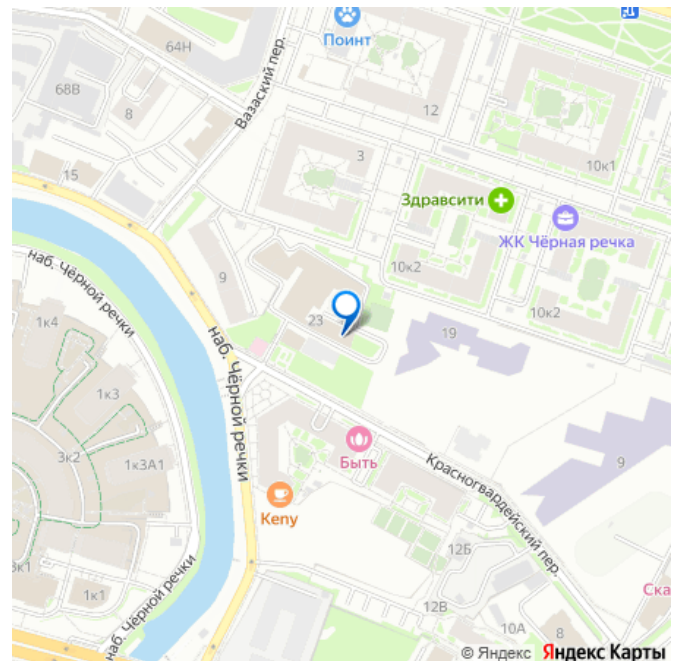 Поинт
64Н
Вазаский пер.
68В
8
12
3
10к1
15
Здравсити
ЖК Чёрная речка
наб. Чёрной речки
9
10к2
10к2
1к4
23
19
наб. Чёрной речки
1к3
3к2
1к3А1
Быть
Красногвардейский пер.
9
Keny
12Б
3к1
1к1
наб. Чёрной речки
12В
10А
8
Ска
© Яндекс Яндекс Карты